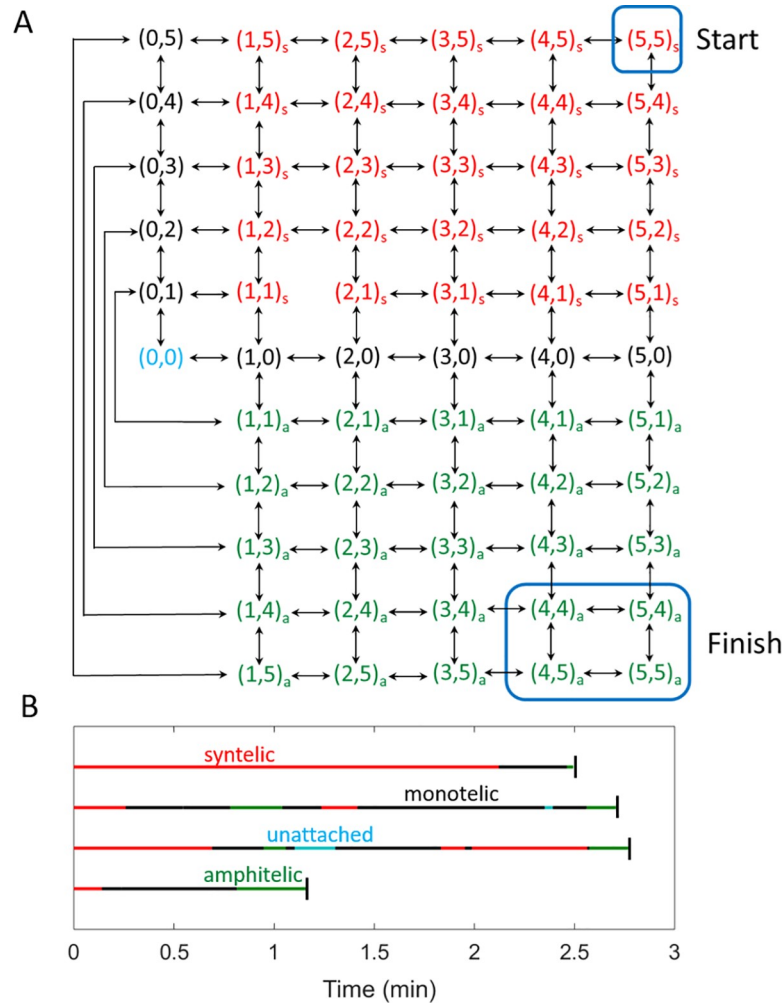 A
(0,5) (1,5)s (2,5)s (3,5)s (4,5)s (5,5)s Start
(0,4) (1,4)s (2,4)s (3,4)s (4,4)s (5,4)s
(0,3) (1,3)s (2,3)s (3,3)s (4,3)s (5,3)s
(0,2) (1,2)s (2,2)s (3,2)s (4,2)s (5,2)s
(0,1) (1,1)s (2,1)s (3,1)s (4,1)s (5,1)s
(0,0) (1,0) (2,0) (3,0) (4,0) (5,0)
(1,1)a (2,1)a (3,1)a (4,1)a (5,1)a
(1,2)a (2,2)a (3,2)a (4,2)a (5,2)a
(1,3)a (2,3)a (3,3)a (4,3)a (5,3)a
(1,4)a (2,4)a (3,4)a (4,4)a (5,4)a
Finish
(1,5)a (2,5)a (3,5)a (4,5)a (5,5)a
B
syntelic
monotelic
unattached
amphitelic
0 0.5 1 1.5 2 2.5 3
Time (min)